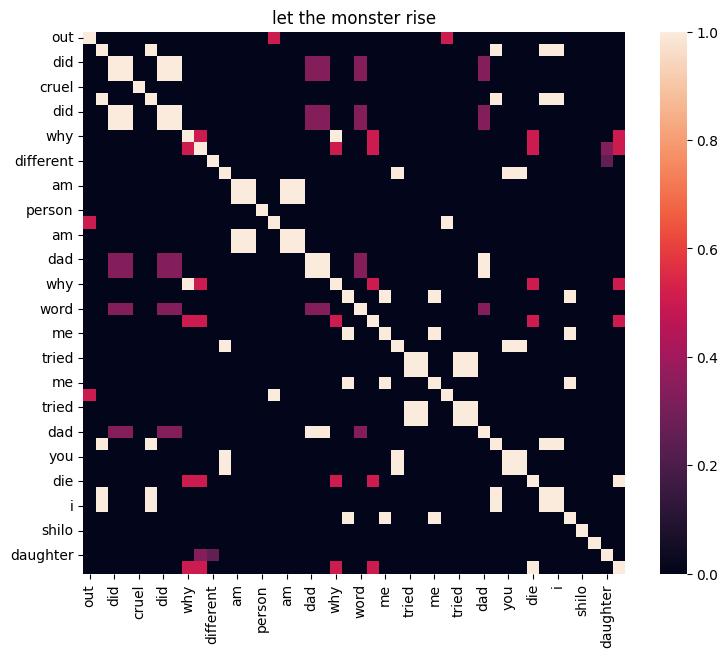 let the monster rise
out
did
cruel
did
why
different
am
person
am
dad
why
word
me
tried
me
tried
dad
you
die
i
shilo
daughter
1.0
0.8
0.6
0.4
0.2
0.0
out
did
cruel
did
why
different
am
person
am
dad
why
word
me
tried
me
tried
dad
you
die
i
shilo
daughter